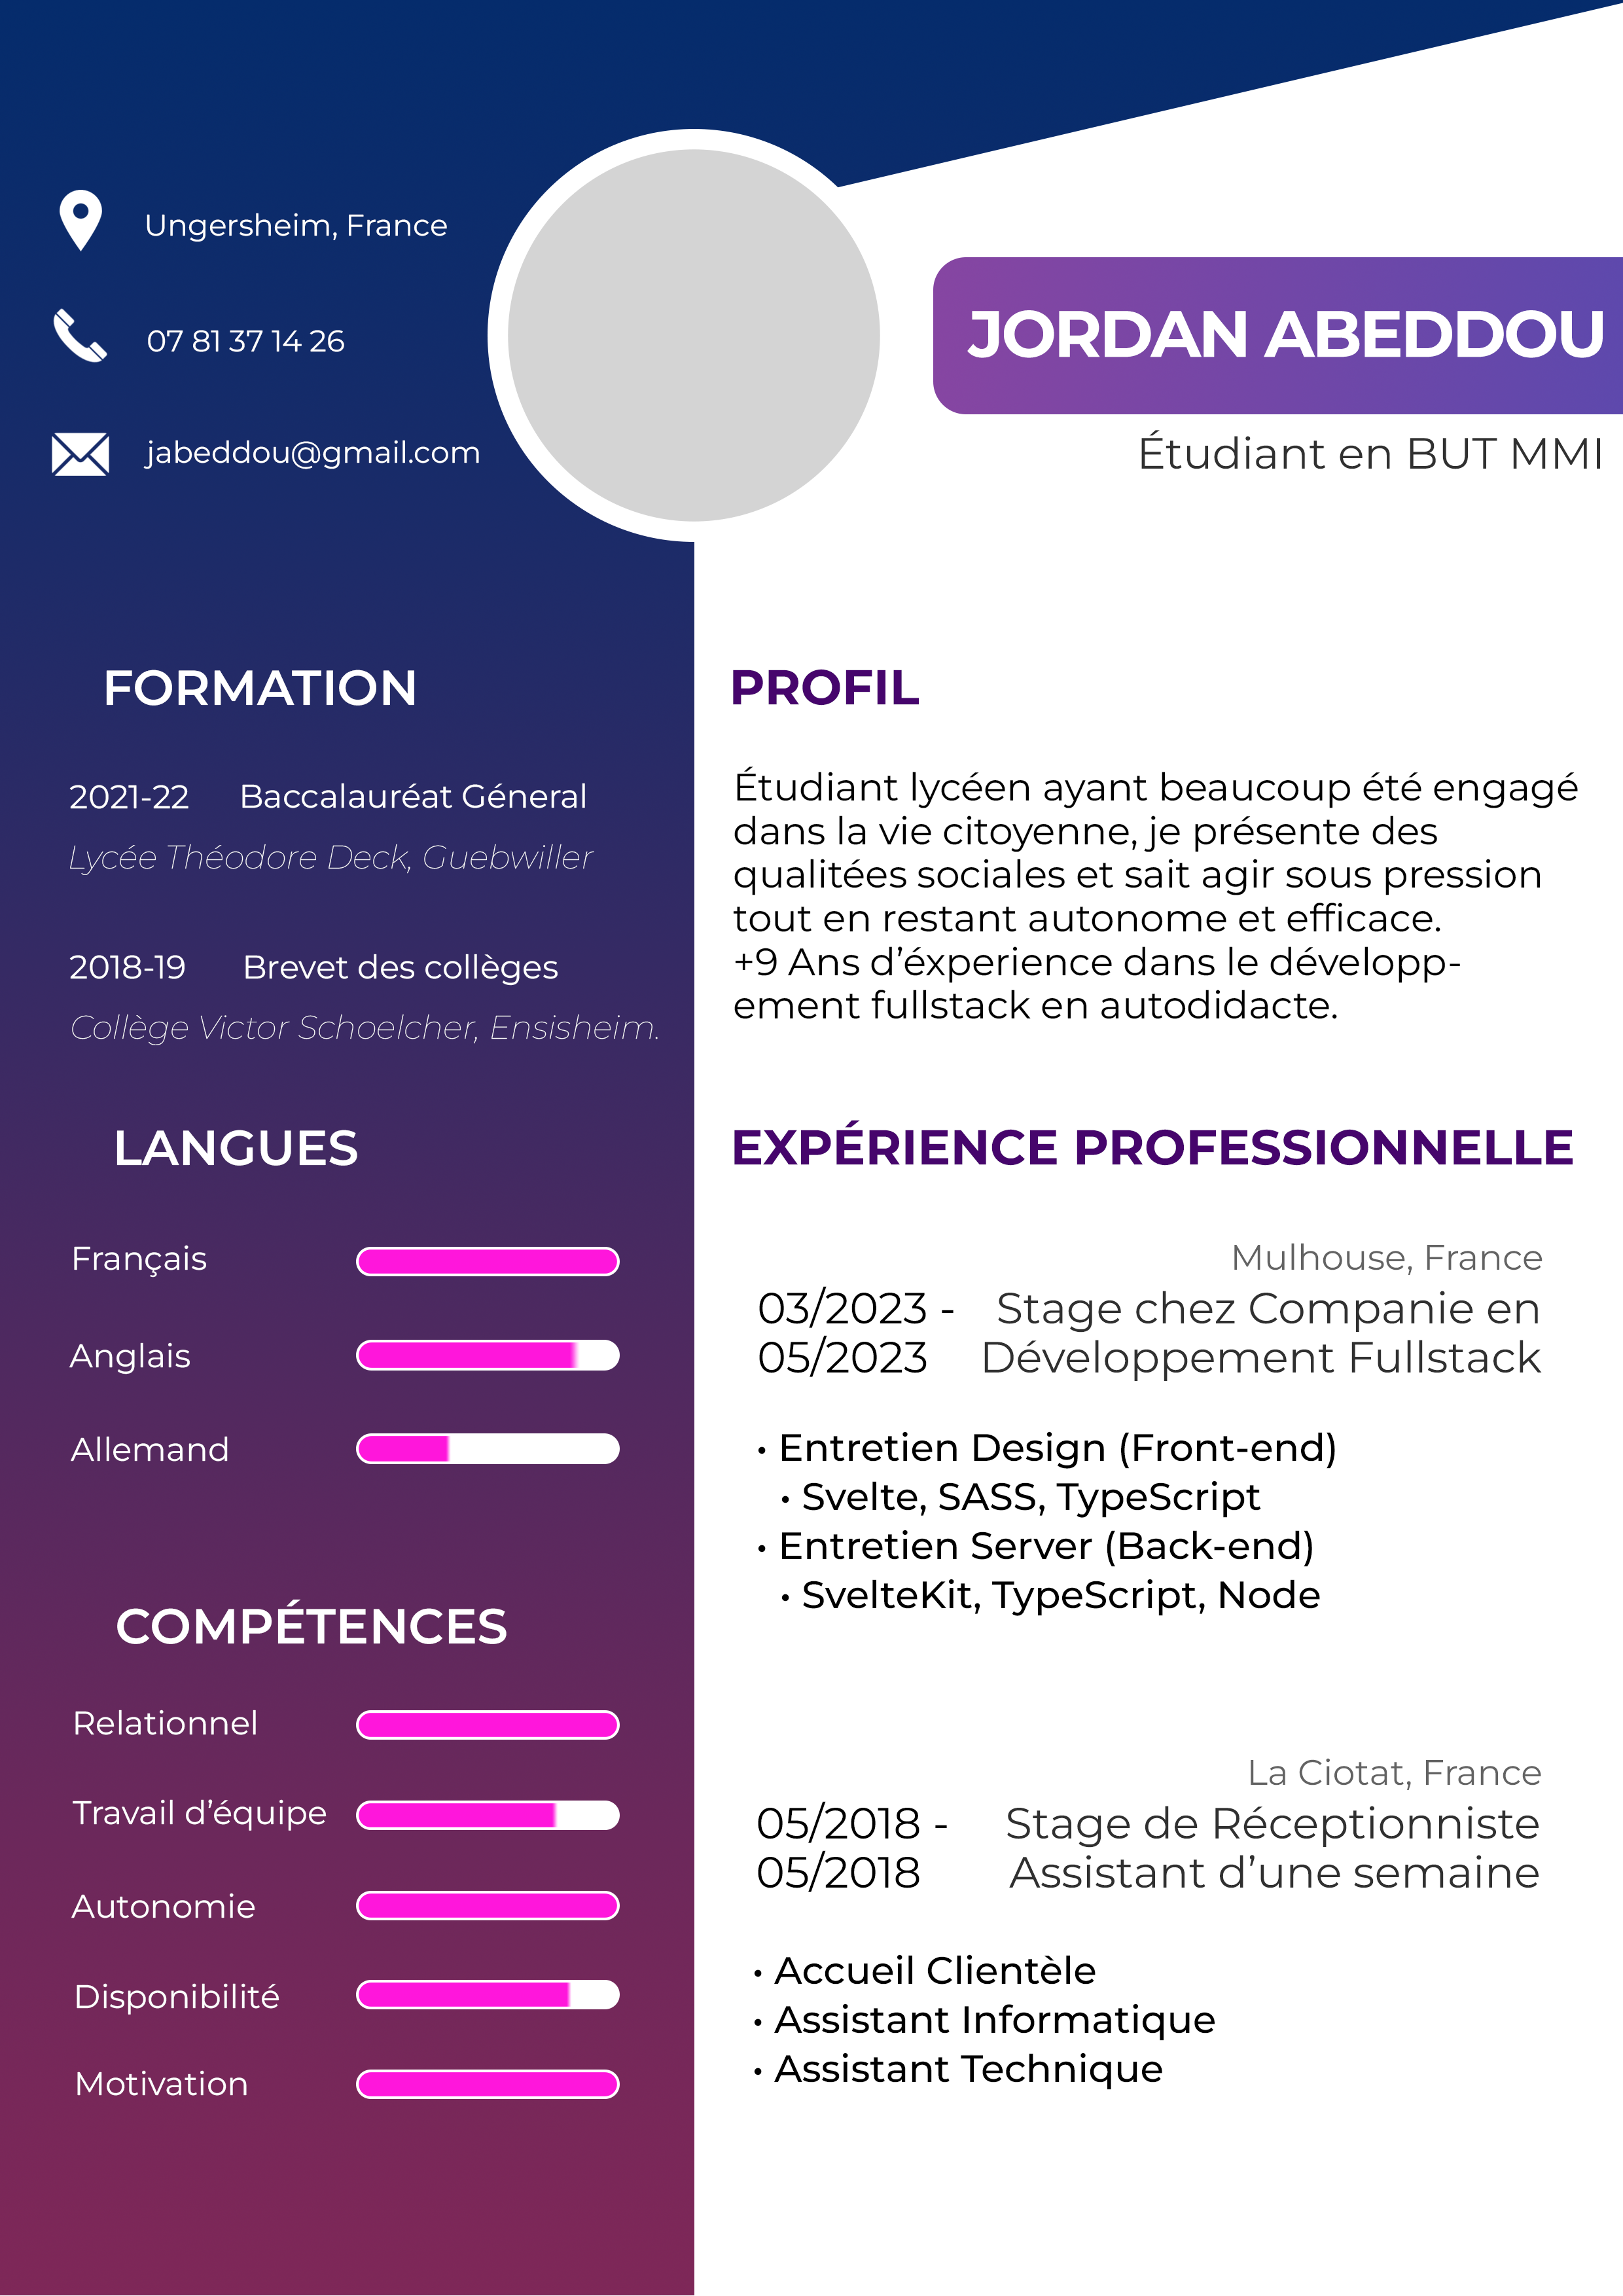 Ungersheim, France
07 81 37 14 26
jabeddou@gmail.com
JORDAN ABEDDOU
Étudiant en BUT MMI
FORMATION
2021-22 Baccalauréat Géneral
Lycée Théodore Deck, Guebwiller
2018-19 Brevet des collèges
Collège Victor Schoelcher, Ensisheim.
LANGUES
Français
Anglais
Allemand
COMPÉTENCES
Relationnel
Travail d’équipe
Autonomie
Disponibilité
Motivation
PROFIL
Étudiant lycéen ayant beaucoup été engagé
dans la vie citoyenne, je présente des
qualitées sociales et sait agir sous pression
tout en restant autonome et efficace.
+9 Ans d’éxperience dans le développ-
ement fullstack en autodidacte.
EXPÉRIENCE PROFESSIONNELLE
Mulhouse, France
03/2023 - Stage chez Companie en
05/2023 Développement Fullstack
• Entretien Design (Front-end)
• Svelte, SASS, TypeScript
• Entretien Server (Back-end)
• SvelteKit, TypeScript, Node
La Ciotat, France
05/2018 - Stage de Réceptionniste
05/2018 Assistant d’une semaine
• Accueil Clientèle
• Assistant Informatique
• Assistant Technique